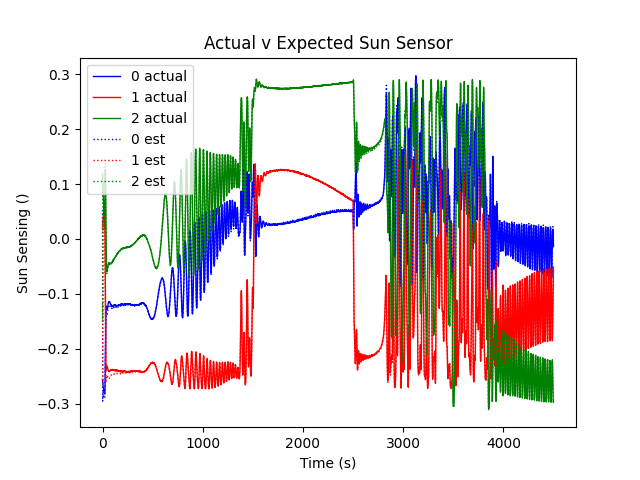 Actual v Expected Sun Sensor
0.3
0.2
0.1
0.0
−0.1
−0.2
−0.3
Sun Sensing ()
0 actual
1 actual
2 actual
0 est
1 est
2 est
0
1000
2000
3000
4000
Time (s)